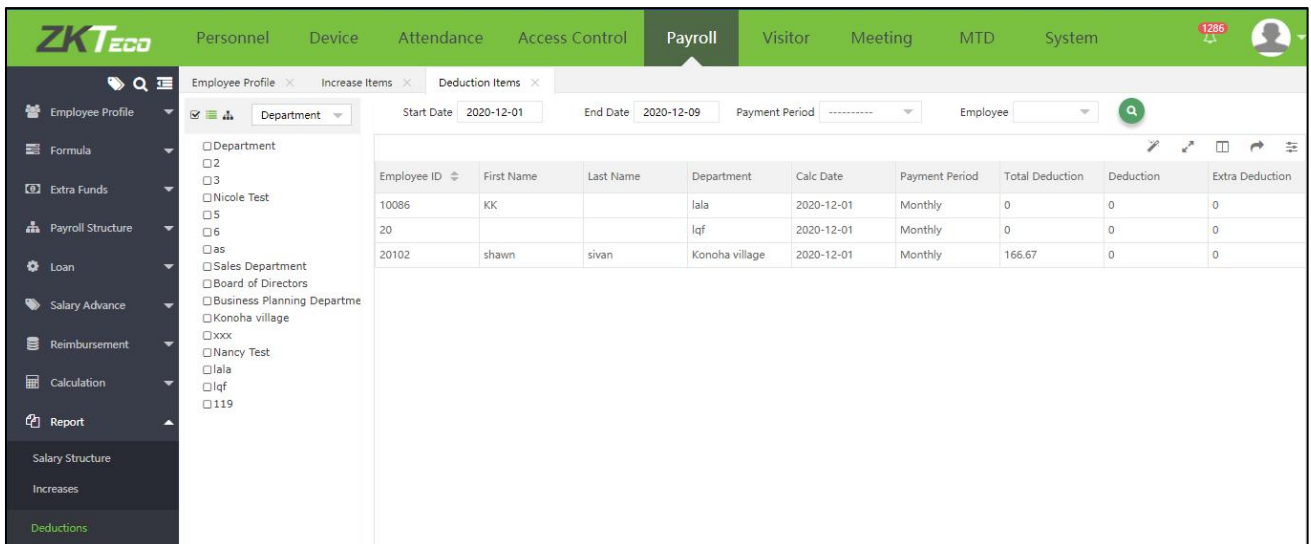 ZKTeco Personnel Device Attendance Access Control Payroll Visitor Meeting MTD System 1286
Employee Profile Increase Items Deduction Items
Employee Profile
Formula
Extra Funds
Payroll Structure
Loan
Salary Advance
Reimbursement
Calculation
Report
Salary Structure
Increases
Deductions
Department
Department
2
3
Nicole Test
5
6
as
Sales Department
Board of Directors
Business Planning Departme
Konoha village
xxx
Nancy Test
lala
lqf
119
Start Date 2020-12-01 End Date 2020-12-09 Payment Period ---------- Employee
Employee ID First Name Last Name Department Calc Date Payment Period Total Deduction Deduction Extra Deduction
10086 KK lala 2020-12-01 Monthly 0 0 0
20 lqf 2020-12-01 Monthly 0 0 0
20102 shawn sivan Konoha village 2020-12-01 Monthly 166.67 0 0